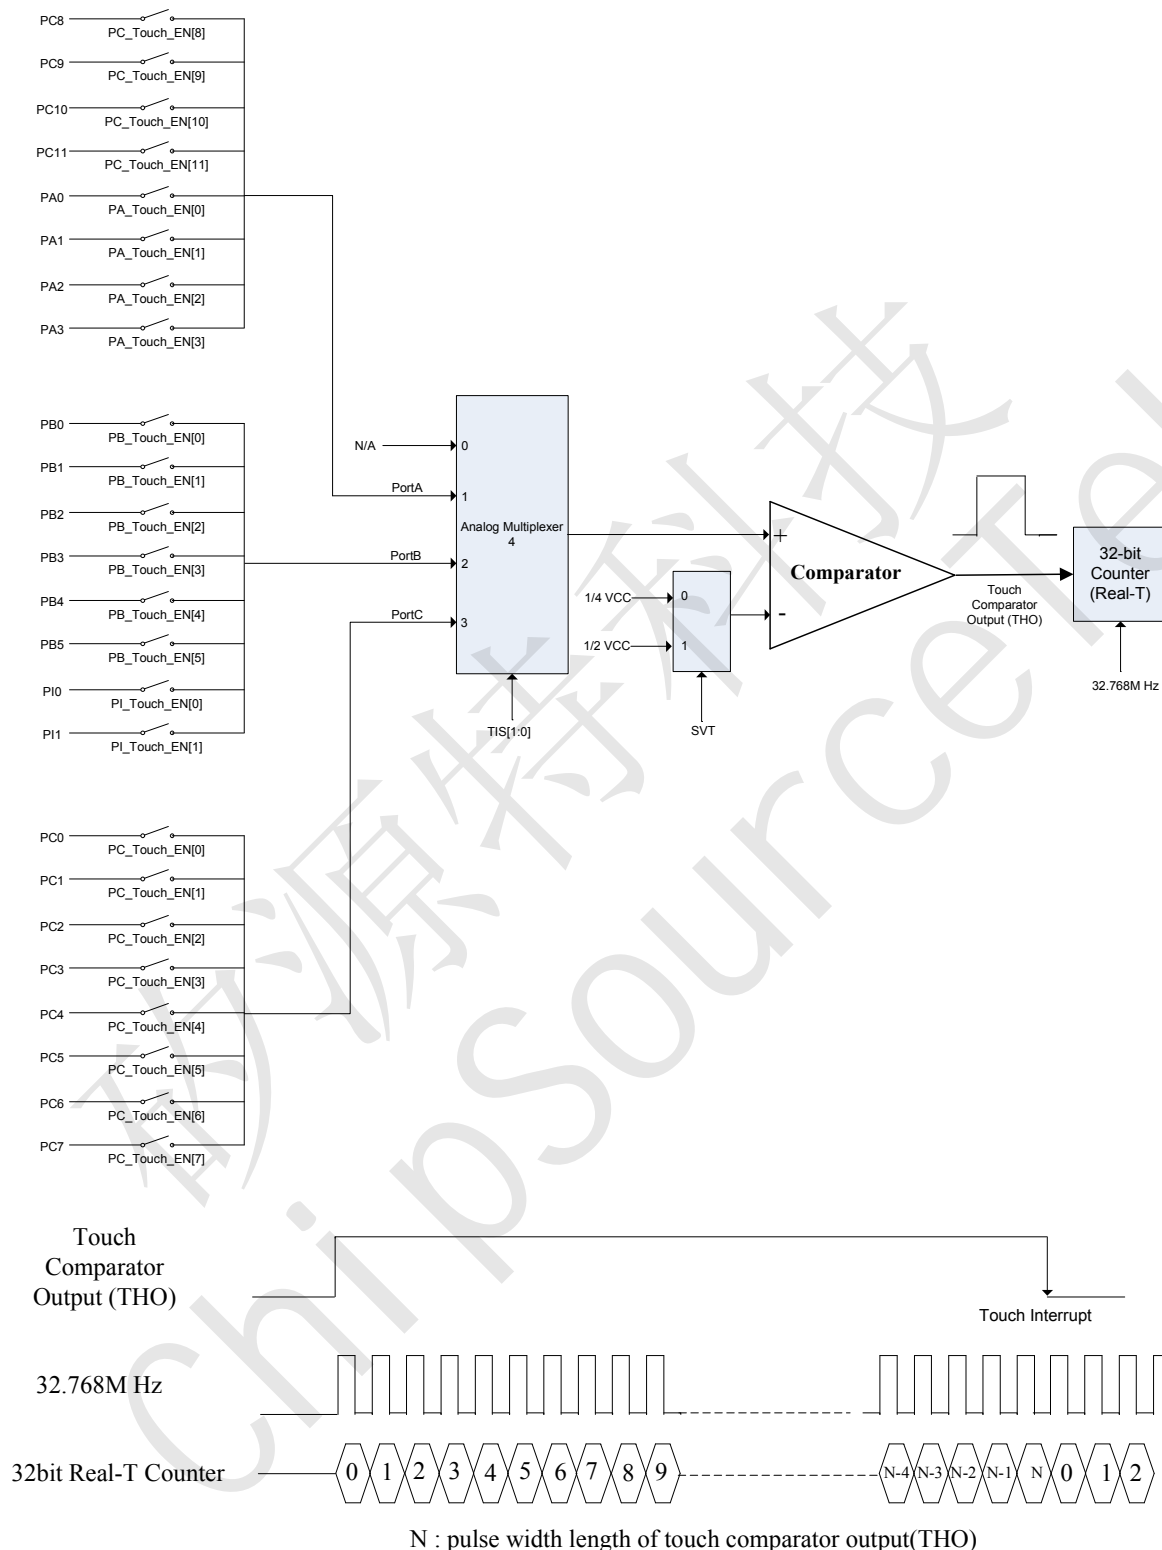 PC8
PC_Touch_EN[8]
PC9
PC_Touch_EN[9]
PC10
PC_Touch_EN[10]
PC11
PC_Touch_EN[11]
PA0
PA_Touch_EN[0]
PA1
PA_Touch_EN[1]
PA2
PA_Touch_EN[2]
PA3
PA_Touch_EN[3]
PB0
PB_Touch_EN[0]
PB1
PB_Touch_EN[1]
PB2
PB_Touch_EN[2]
PB3
PB_Touch_EN[3]
PB4
PB_Touch_EN[4]
PB5
PB_Touch_EN[5]
PI0
PI_Touch_EN[0]
PI1
PI_Touch_EN[1]
PC0
PC_Touch_EN[0]
PC1
PC_Touch_EN[1]
PC2
PC_Touch_EN[2]
PC3
PC_Touch_EN[3]
PC4
PC_Touch_EN[4]
PC5
PC_Touch_EN[5]
PC6
PC_Touch_EN[6]
PC7
PC_Touch_EN[7]
N/A
0
PortA
1
Analog Multiplexer
4
PortB
2
PortC
3
TIS[1:0]
1/4 VCC
0
1/2 VCC
1
SVT
+
Comparator
-
Touch
Comparator
Output (THO)
32-bit
Counter
(Real-T)
32.768M Hz
矽源特科技
ChipSourceTe
Touch
Comparator
Output (THO)
Touch Interrupt
32.768M Hz
32bit Real-T Counter
0 1 2 3 4 5 6 7 8 9 N-4 N-3 N-2 N-1 N 0 1 2
N : pulse width length of touch comparator output(THO)